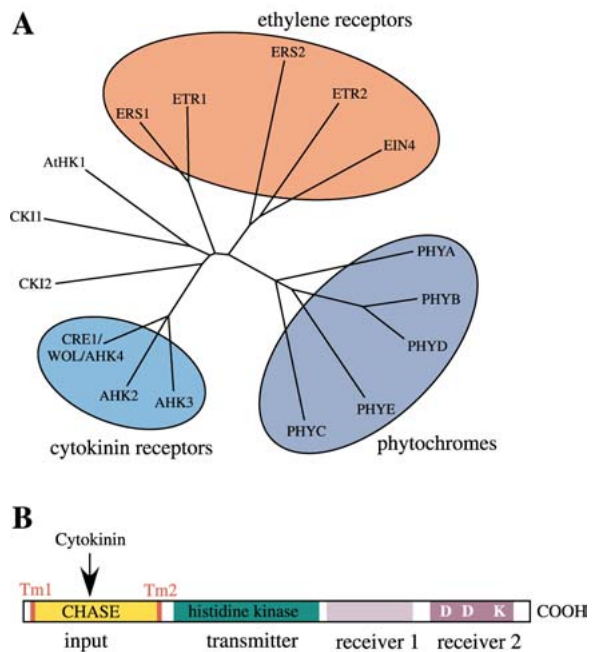 A
ethylene receptors
ERS2
ETR1
ETR2
ERS1
EIN4
AtHK1
CKI1
CKI2
PHYA
PHYB
PHYD
PHYE
PHYC
CRE1/
WOL/AHK4
AHK2
AHK3
cytokinin receptors
phytochromes
B
Cytokinin
Tm1 Tm2
CHASE histidine kinase D D K COOH
input transmitter receiver 1 receiver 2